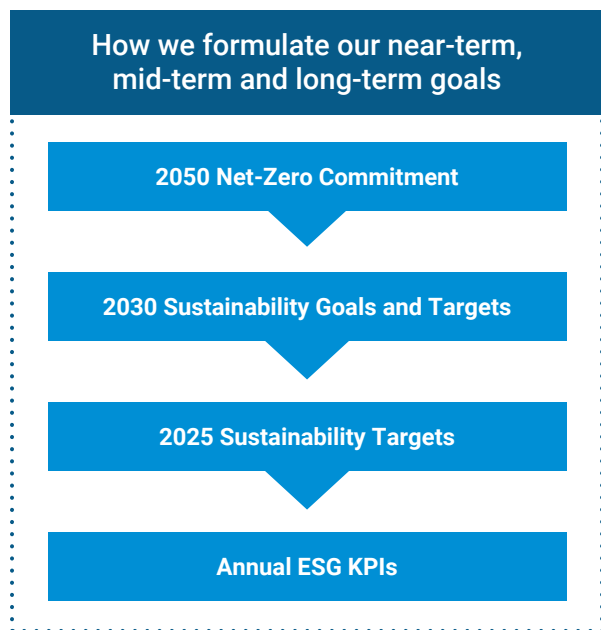 How we formulate our near-term,
mid-term and long-term goals
2050 Net-Zero Commitment
2030 Sustainability Goals and Targets
2025 Sustainability Targets
Annual ESG KPIs